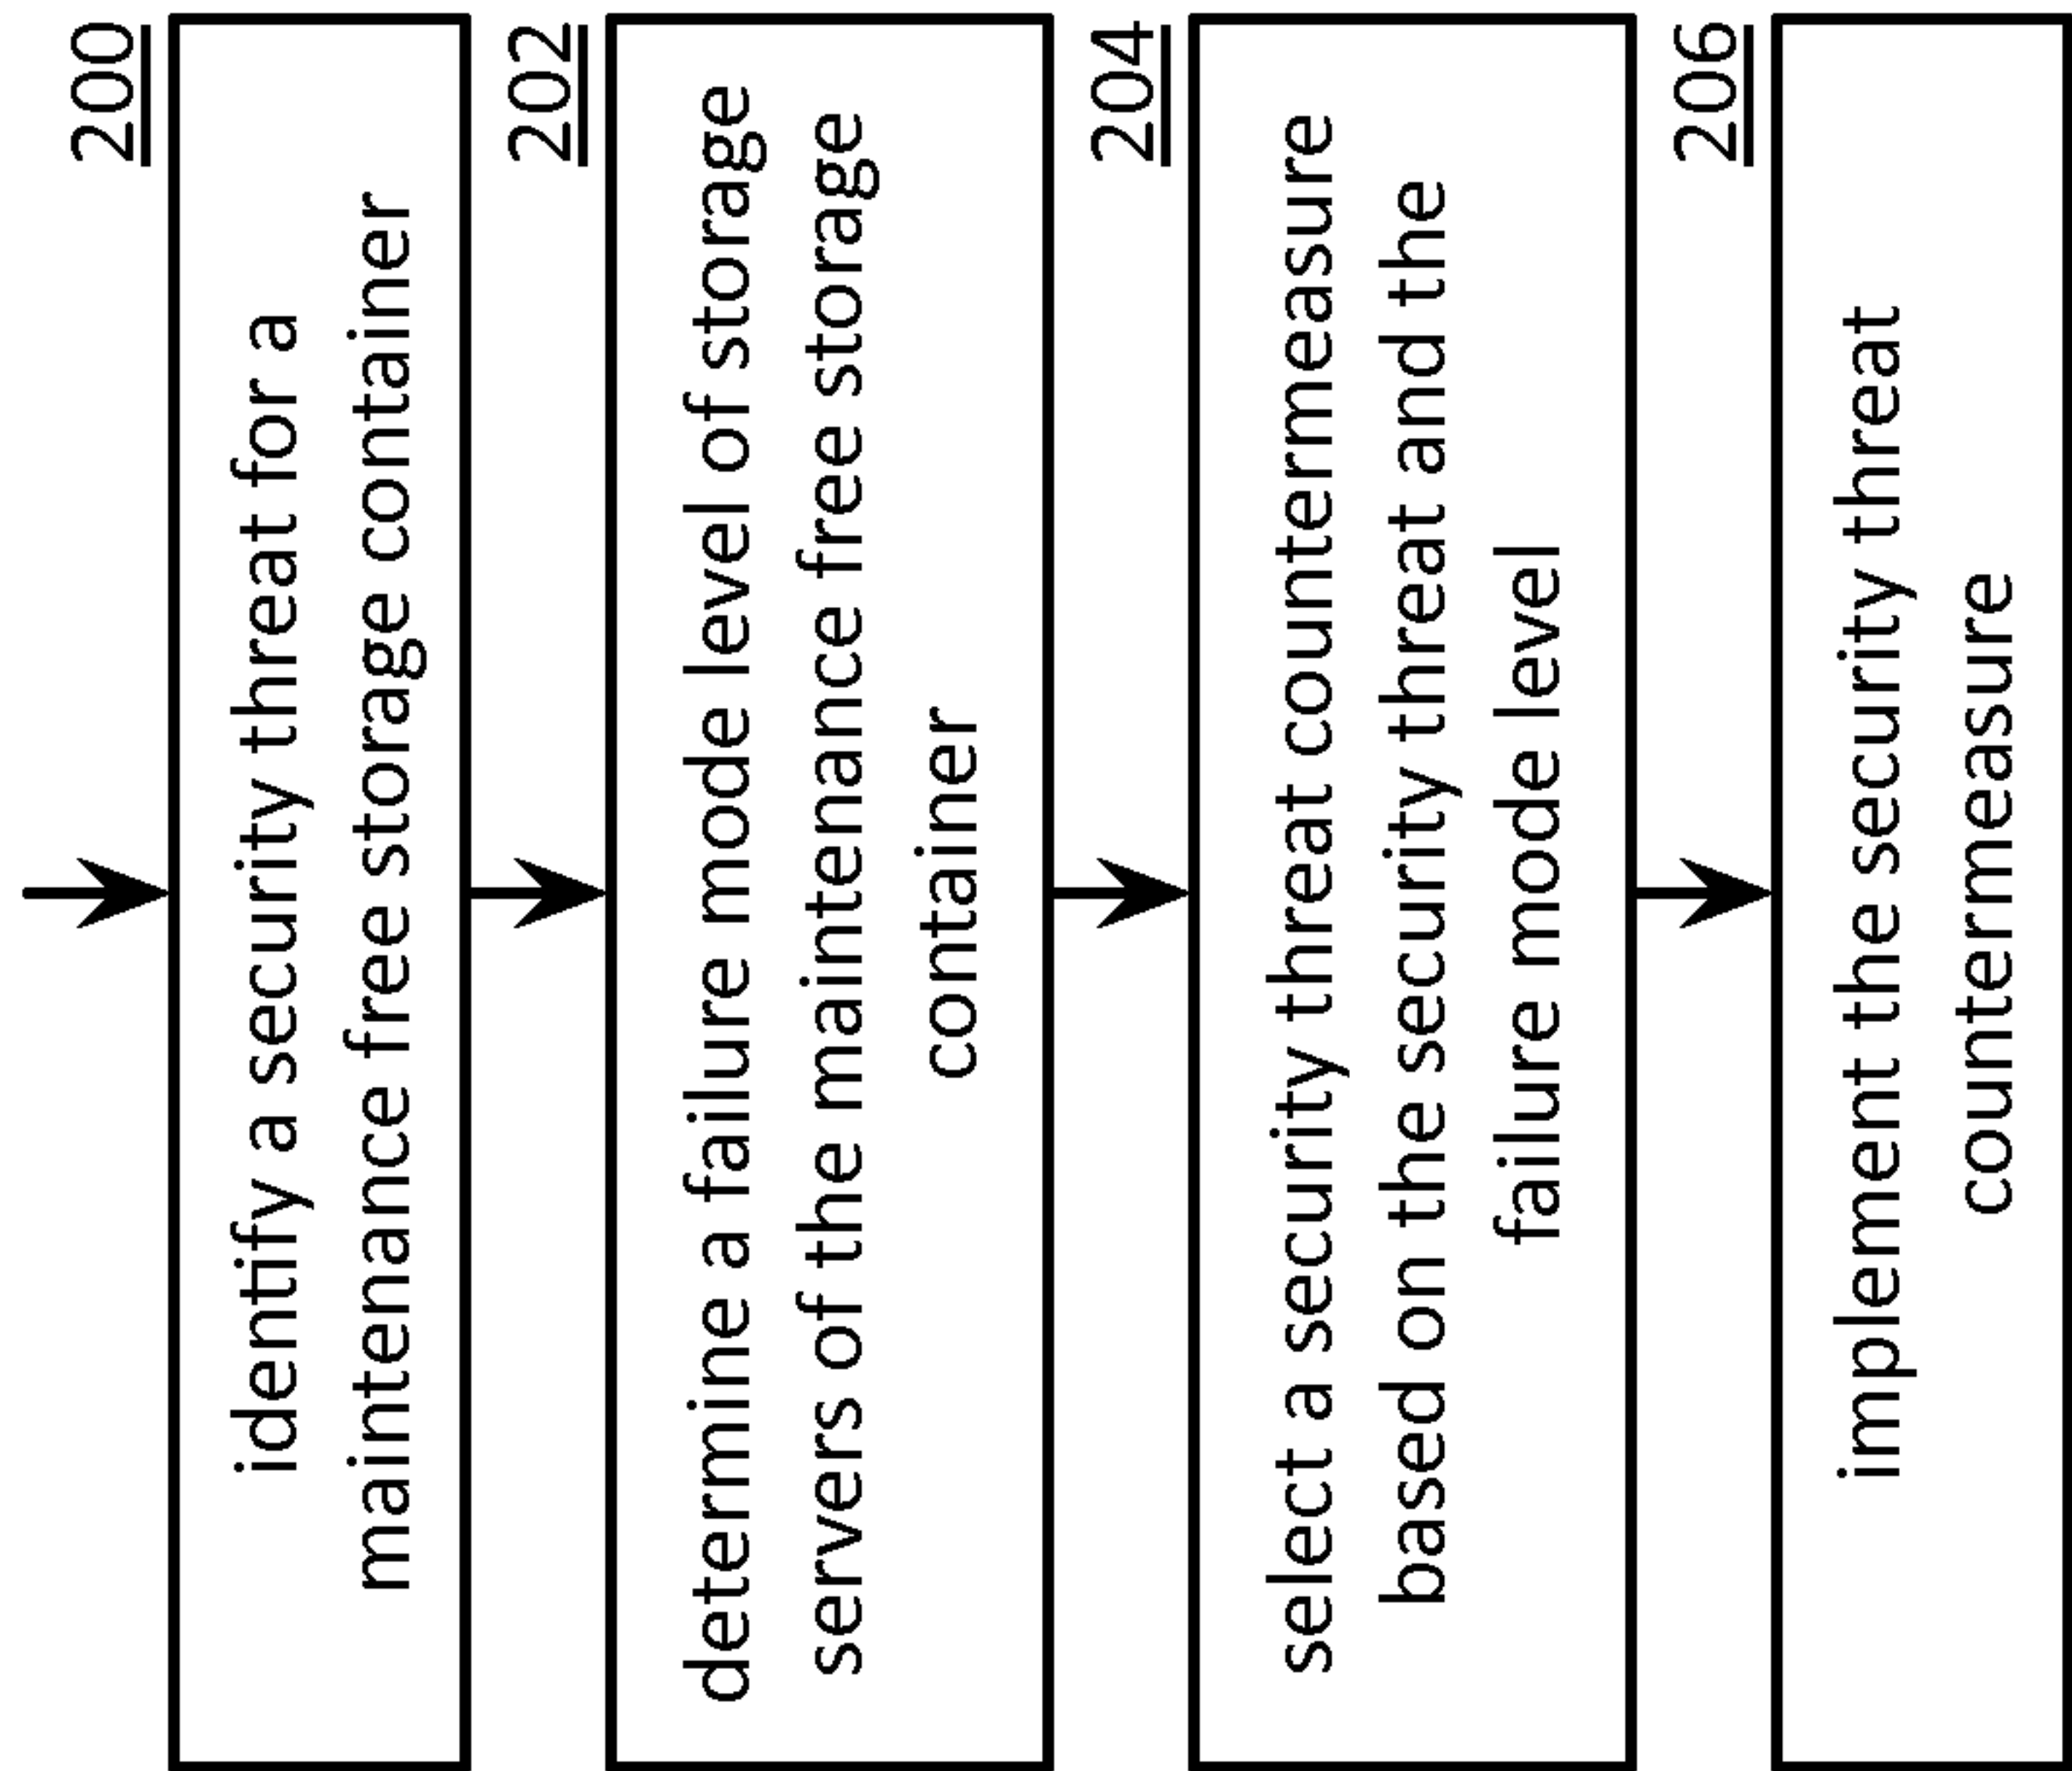 200
identify a security threat for a
maintenance free storage container
202
determine a failure mode level of storage
servers of the maintenance free storage
container
204
select a security threat countermeasure
based on the security threat and the
failure mode level
206
implement the security threat
countermeasure